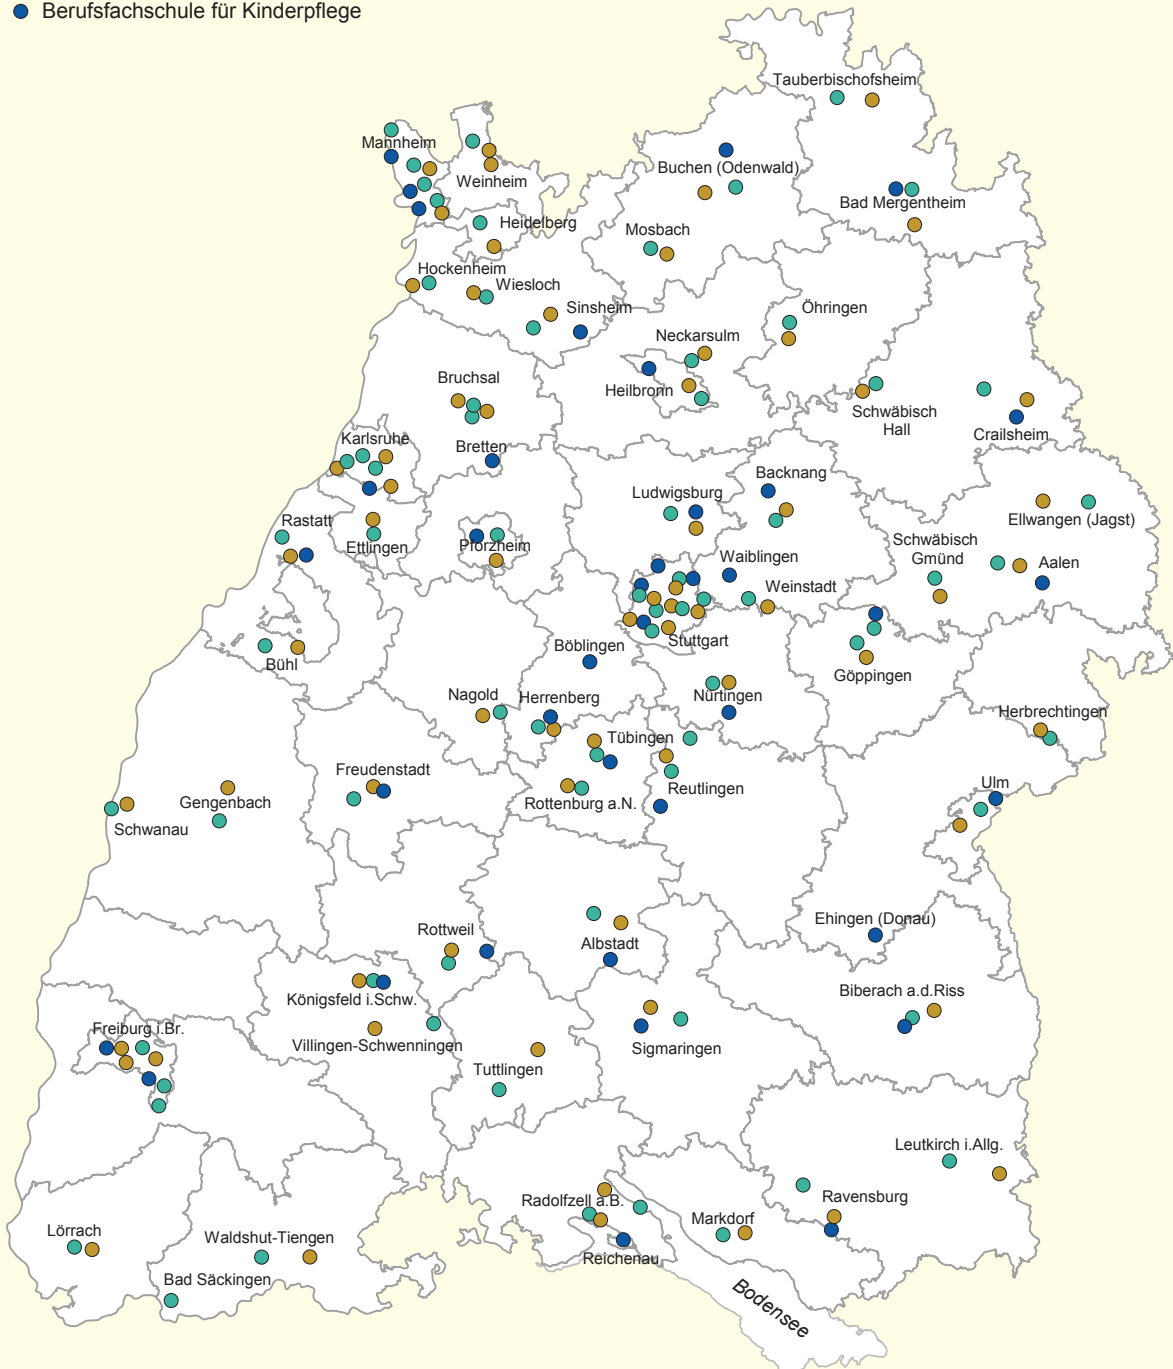 Berufsfachschule für Kinderpflege
Tauberbischofsheim
Mannheim
Weinheim
Buchen (Odenwald)
Bad Mergentheim
Heidelberg
Mosbach
Hockenheim
Wiesloch
Sinsheim
Öhringen
Neckarsulm
Heilbronn
Bruchsal
Schwäbisch
Hall
Crailsheim
Karlsruhe
Bretten
Backnang
Ludwigsburg
Ellwangen (Jagst)
Rastatt
Ettlingen
Pforzheim
Schwäbisch
Gmünd
Waiblingen
Aalen
Weinstadt
Stuttgart
Böblingen
Bühl
Göppingen
Nagold
Herrenberg
Nürtingen
Herbrechtingen
Tübingen
Freudenstadt
Reutlingen
Ulm
Gengenbach
Rottenburg a.N.
Schwanau
Ehingen (Donau)
Rottweil
Albstadt
Königsfeld i.Schw.
Biberach a.d.Riss
Freiburg i.Br.
Villingen-Schwenningen
Sigmaringen
Tuttlingen
Leutkirch i.Allg.
Radolfzell a.B.
Ravensburg
Markdorf
Lörrach
Waldshut-Tiengen
Reichenau
Bad Säckingen
Bodensee